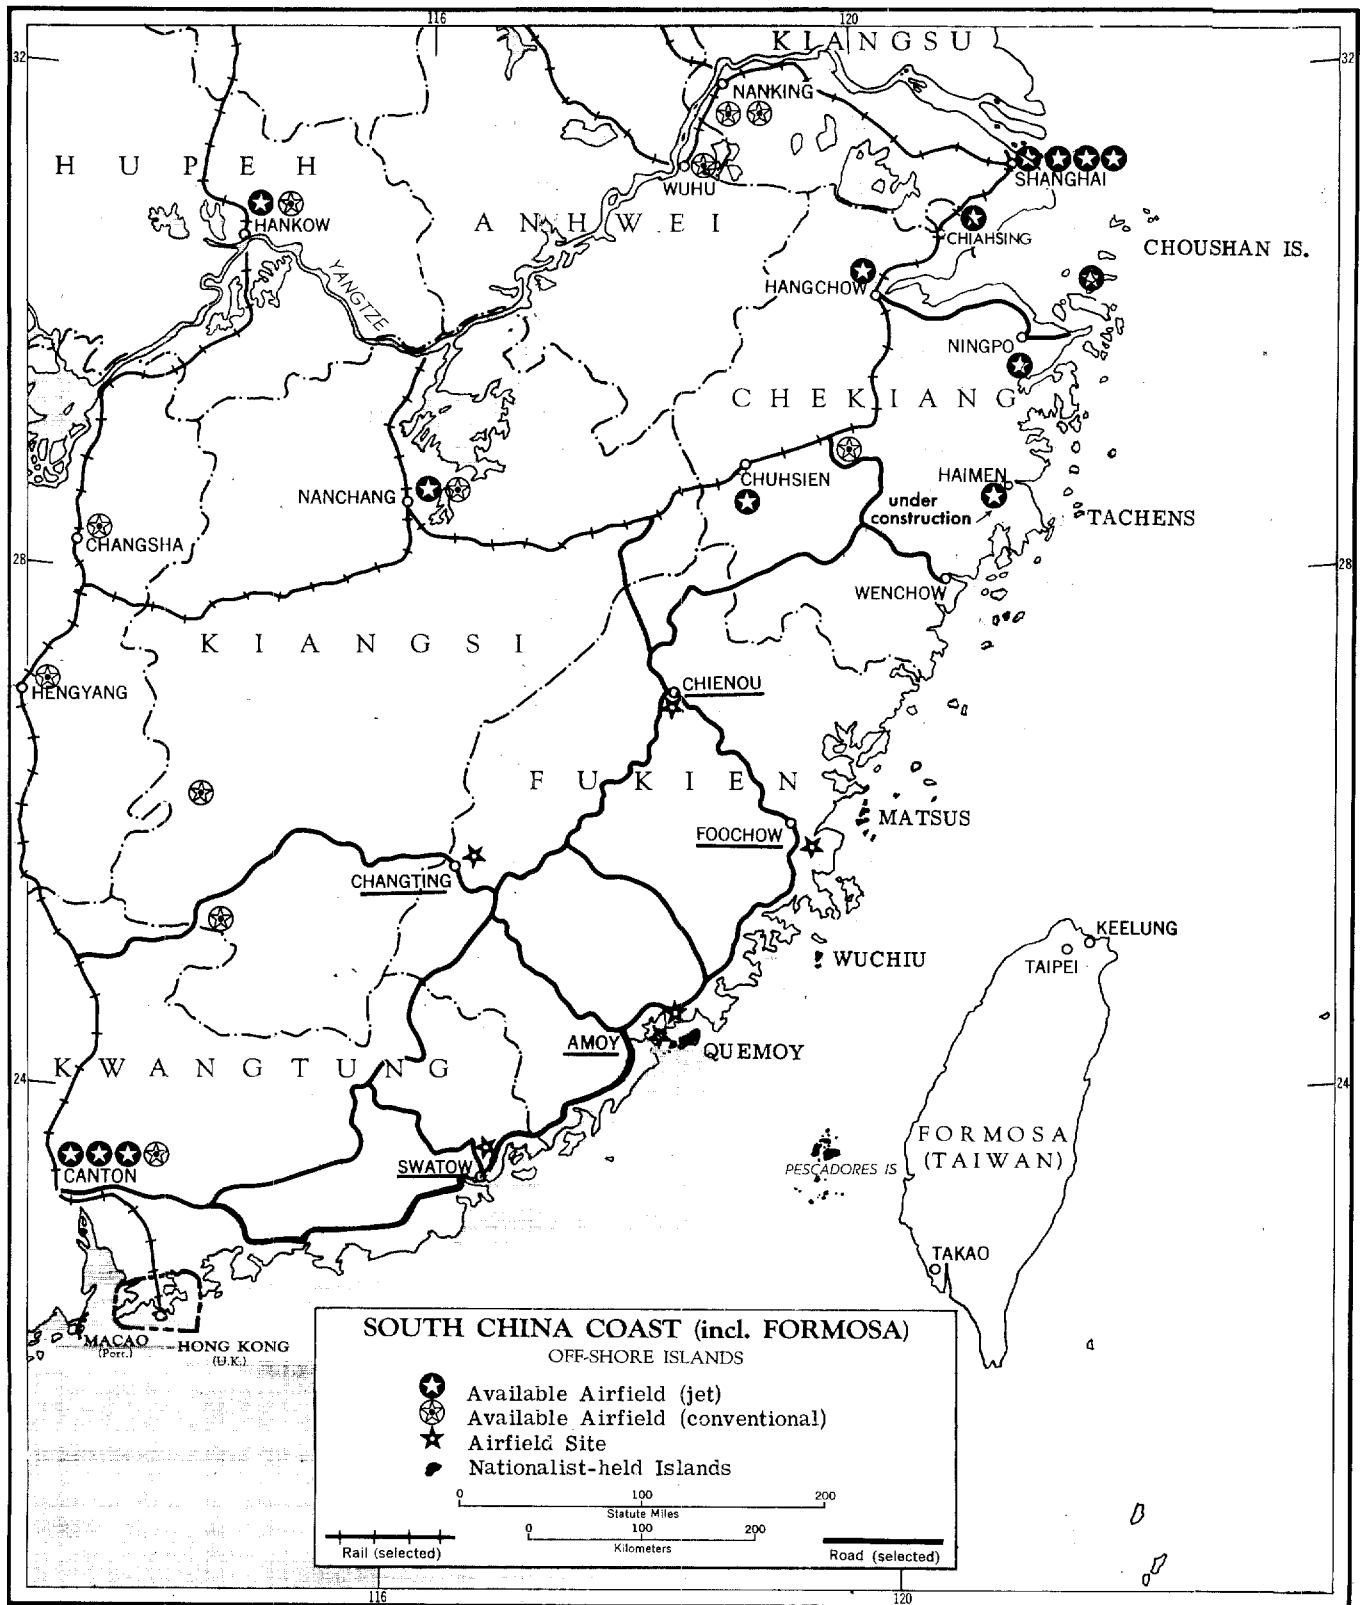 116
120
32
32
KIANGSU
NANKING
HUPEH
WUHU
SHANGHAI
HANKOW
ANHWEI
CHIAHSING
CHOUSHAN IS.
YANGTZE
HANGCHOW
NINGPO
CHEKIANG
CHUHSIEN
HAIMEN
NANCHANG
under
construction
TACHENS
CHANGSHA
28
28
WENCHOW
KIANGSI
CHIENOU
HENGYANG
FUKIEN
MATSUS
FOOCHOW
CHANGTING
KEELUNG
TAIPEI
WUCHIU
AMOY
QUEMOY
KWANGTUNG
24
24
FORMOSA
(TAIWAN)
PESCADORES IS
SWATOW
CANTON
TAKAO
MACAO
(Port.)
HONG KONG
(U.K.)
SOUTH CHINA COAST (incl. FORMOSA)
OFF-SHORE ISLANDS
Available Airfield (jet)
Available Airfield (conventional)
Airfield Site
Nationalist-held Islands
0 100 200
Statute Miles
0 100 200
Kilometers
Rail (selected)
Road (selected)
116
120